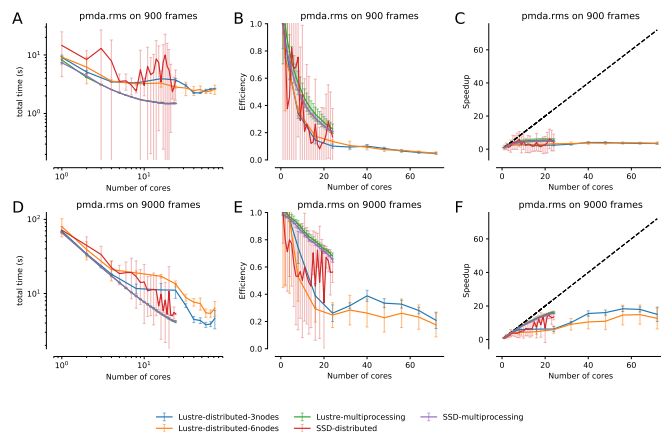 A
pmda.rms on 900 frames
total time (s)
10¹
10⁰
10⁰
10¹
Number of cores
B
pmda.rms on 900 frames
Efficiency
1.0
0.8
0.6
0.4
0.2
0.0
0
20
40
60
Number of cores
C
pmda.rms on 900 frames
Speedup
60
40
20
0
0
20
40
60
Number of cores
D
pmda.rms on 9000 frames
total time (s)
10²
10¹
10⁰
10¹
Number of cores
E
pmda.rms on 9000 frames
Efficiency
1.0
0.8
0.6
0.4
0.2
0.0
0
20
40
60
Number of cores
F
pmda.rms on 9000 frames
Speedup
60
40
20
0
0
20
40
60
Number of cores
Lustre-distributed-3nodes
Lustre-distributed-6nodes
Lustre-multiprocessing
SSD-distributed
SSD-multiprocessing